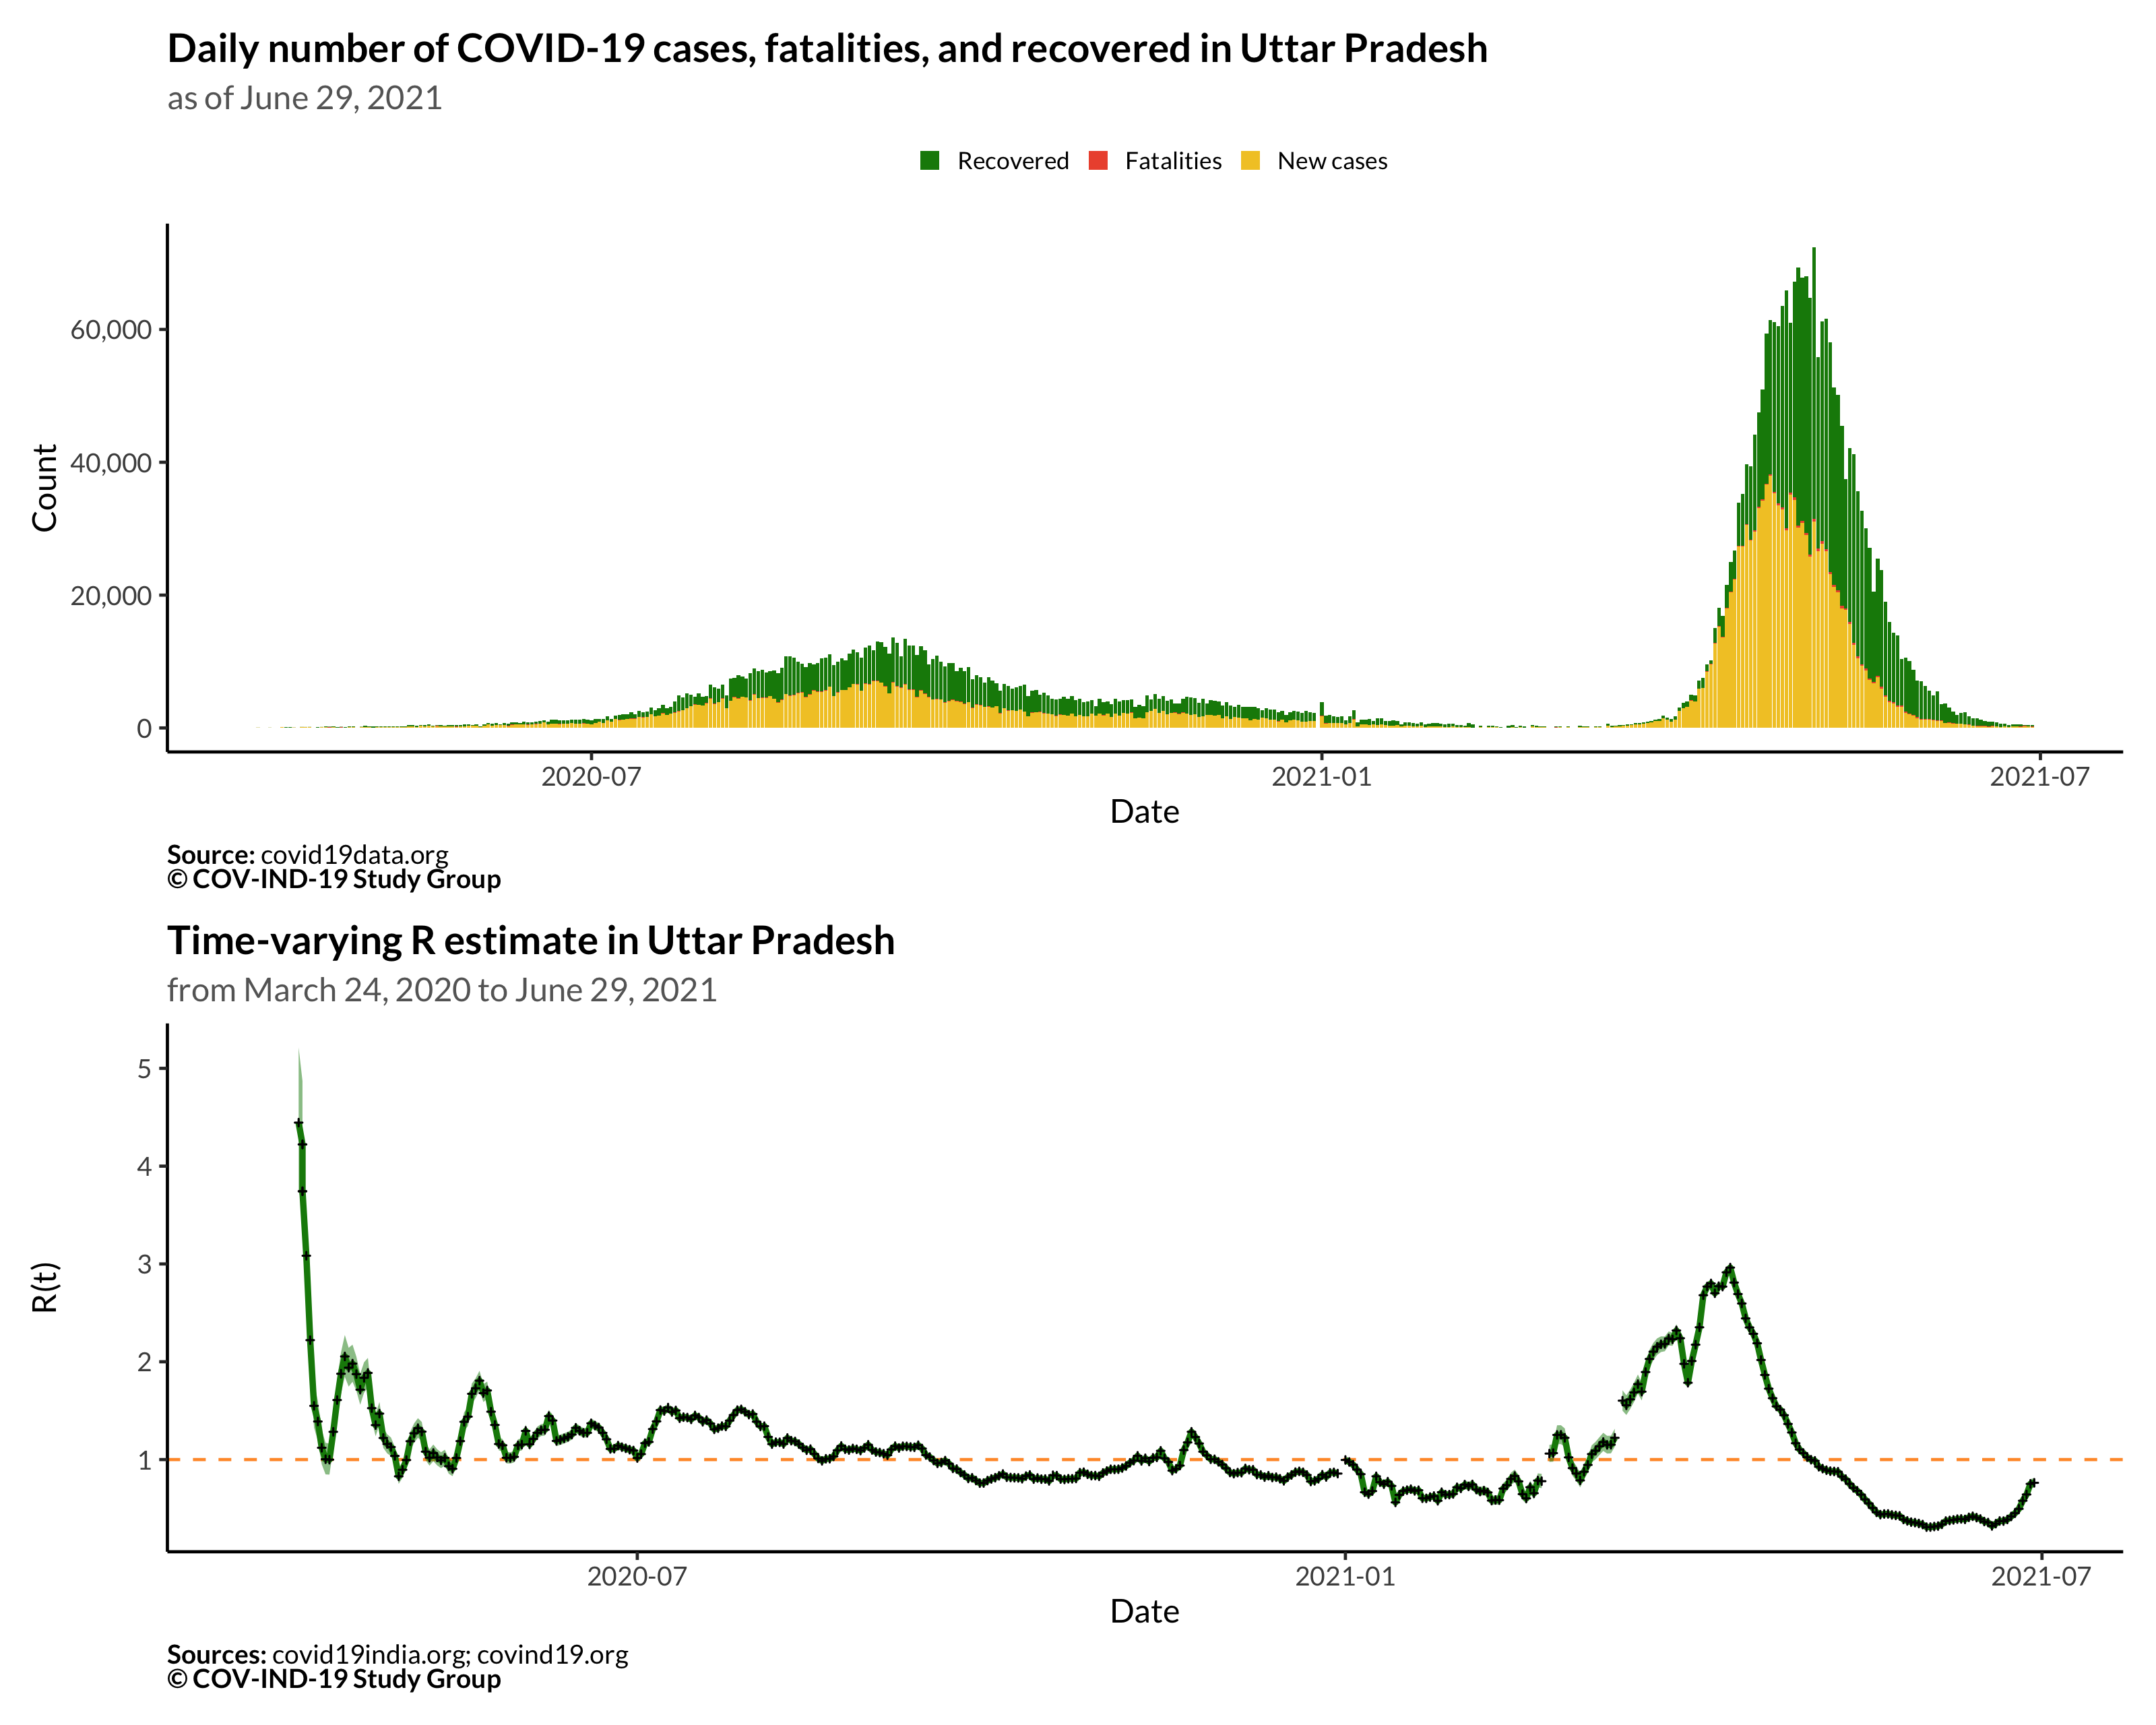 Daily number of COVID-19 cases, fatalities, and recovered in Uttar Pradesh
as of June 29, 2021
Recovered Fatalities New cases
Count
60,000
40,000
20,000
0
2020-07 2021-01 2021-07
Date
Source: covid19data.org
© COV-IND-19 Study Group
Time-varying R estimate in Uttar Pradesh
from March 24, 2020 to June 29, 2021
R(t)
5
4
3
2
1
2020-07 2021-01 2021-07
Date
Sources: covid19india.org; covind19.org
© COV-IND-19 Study Group